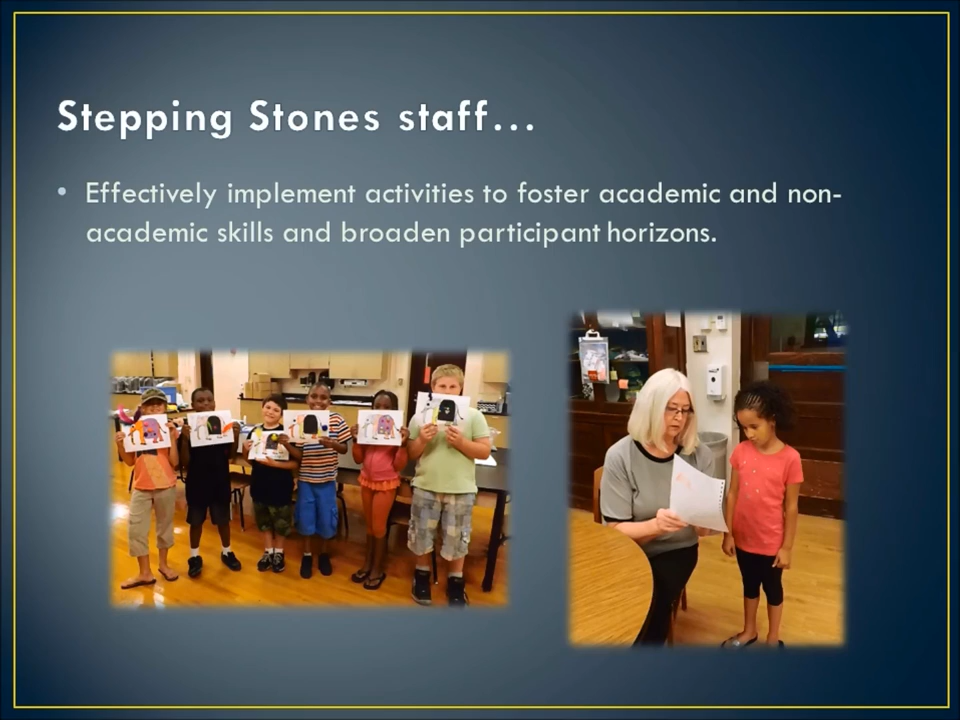 Stepping Stones staff…
• Effectively implement activities to foster academic and non-
academic skills and broaden participant horizons.